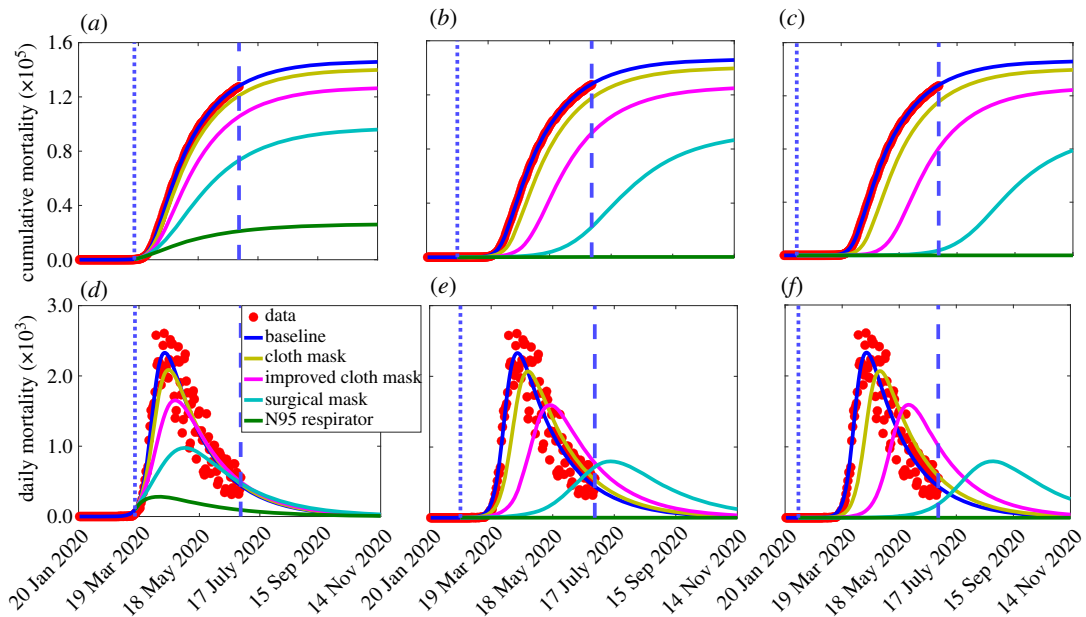 (a)
(b)
(c)
cumulative mortality (×10⁵)
1.6
1.2
0.8
0.4
0.0
(d)
(e)
(f)
daily mortality (×10³)
3.0
2.0
1.0
0.0
data
baseline
cloth mask
improved cloth mask
surgical mask
N95 respirator
20 Jan 2020
19 Mar 2020
18 May 2020
17 July 2020
15 Sep 2020
14 Nov 2020
20 Jan 2020
19 Mar 2020
18 May 2020
17 July 2020
15 Sep 2020
14 Nov 2020
20 Jan 2020
19 Mar 2020
18 May 2020
17 July 2020
15 Sep 2020
14 Nov 2020